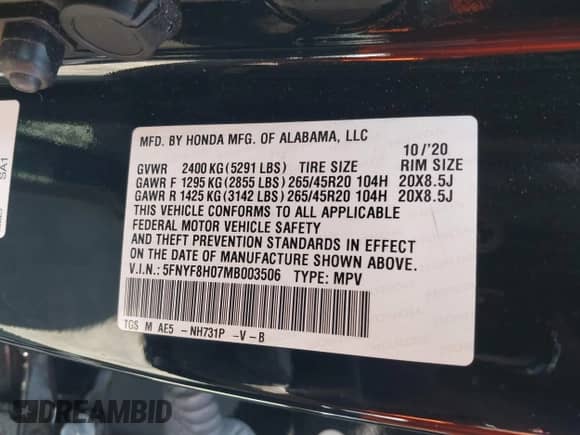 MFD. BY HONDA MFG. OF ALABAMA, LLC 10/'20
GVWR 2400 KG (5291 LBS) TIRE SIZE RIM SIZE
GAWR F 1295 KG (2855 LBS) 265/45R20 104H 20X8.5J
GAWR R 1425 KG (3142 LBS) 265/45R20 104H 20X8.5J
THIS VEHICLE CONFORMS TO ALL APPLICABLE
FEDERAL MOTOR VEHICLE SAFETY
AND THEFT PREVENTION STANDARDS IN EFFECT
ON THE DATE OF MANUFACTURE SHOWN ABOVE.
V.I.N.: 5FNYF8H07MB003506 TYPE: MPV
TGS M AE5 - NH731P - V - B
SA1
DREAMBID